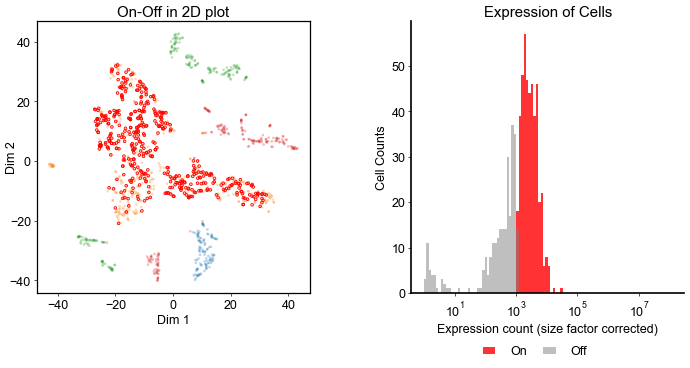 On-Off in 2D plot
Dim 2
40
20
0
−20
−40
−40 −20 0 20 40
Dim 1
Expression of Cells
Cell Counts
50
40
30
20
10
0
10^1 10^3 10^5 10^7
Expression count (size factor corrected)
On Off